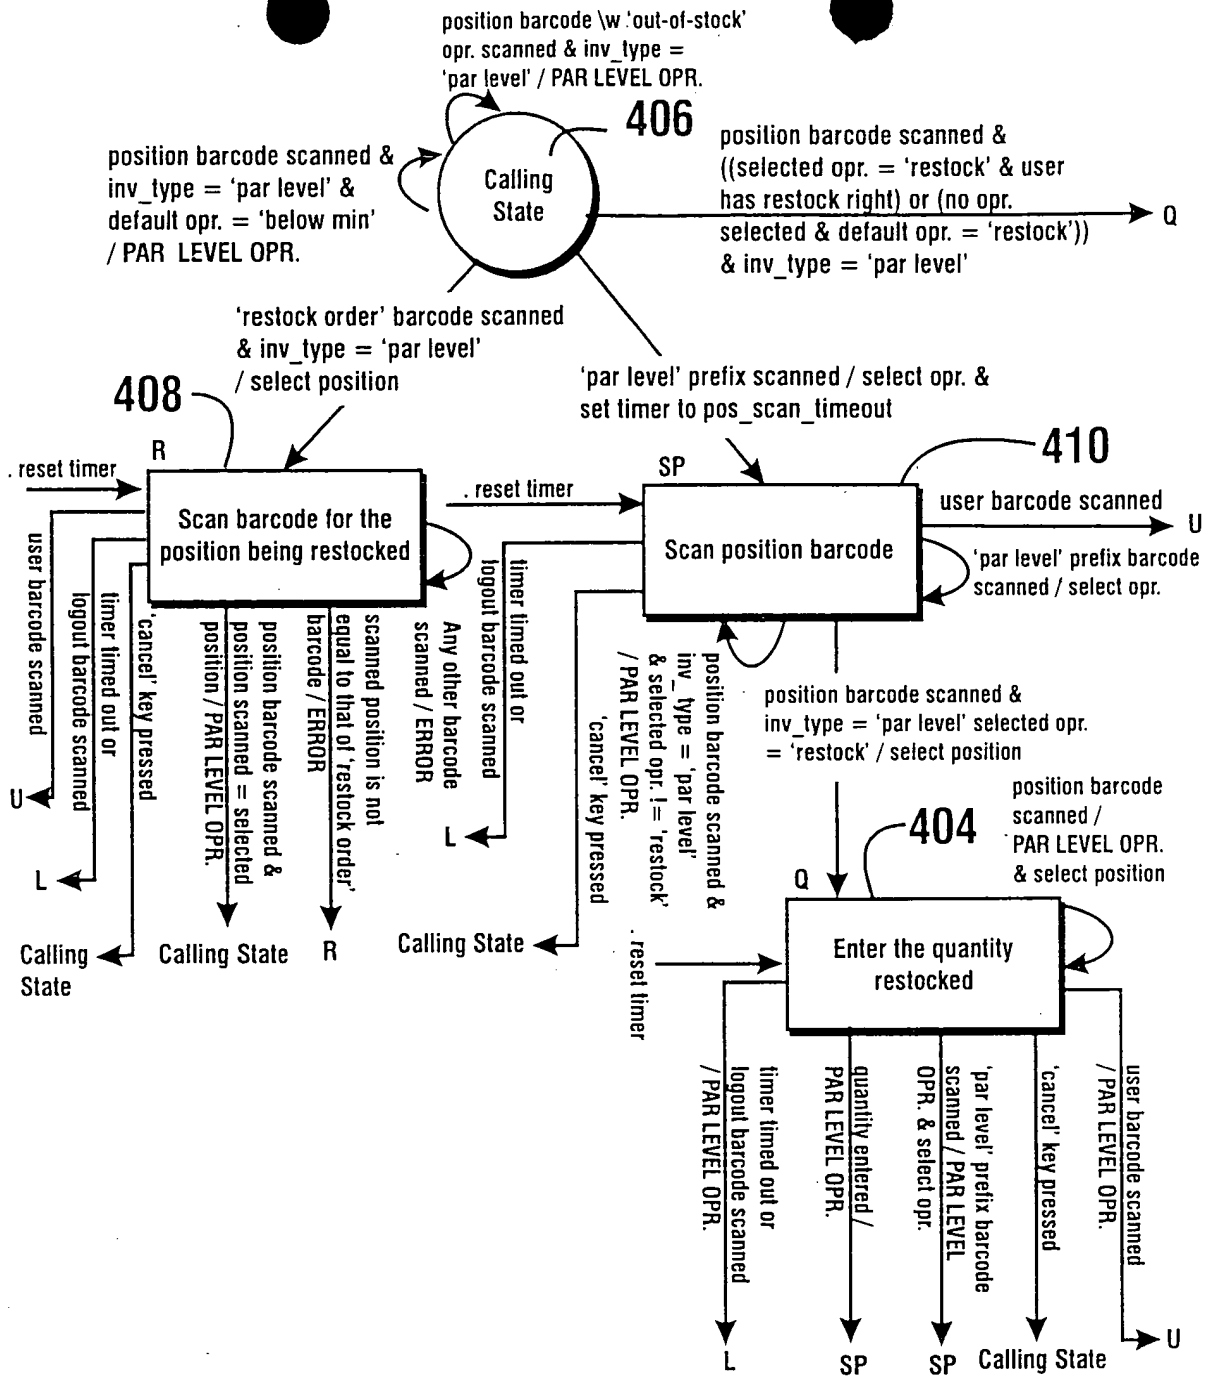 position barcode \w 'out-of-stock'
opr. scanned & inv_type =
'par level' / PAR LEVEL OPR.
406
position barcode scanned &
inv_type = 'par level' &
default opr. = 'below min'
/ PAR LEVEL OPR.
Calling
State
position barcode scanned &
((selected opr. = 'restock' & user
has restock right) or (no opr.
selected & default opr. = 'restock'))
& inv_type = 'par level'
Q
'restock order' barcode scanned
& inv_type = 'par level'
/ select position
'par level' prefix scanned / select opr. &
set timer to pos_scan_timeout
408
410
R
. reset timer
Scan barcode for the
position being restocked
SP
. reset timer
Scan position barcode
user barcode scanned
U
'par level' prefix barcode
scanned / select opr.
user barcode scanned
U
timer timed out or
logout barcode scanned
L
'cancel' key pressed
Calling
State
position barcode scanned &
position scanned = selected
position / PAR LEVEL OPR.
Calling State
scanned position is not
equal to that of 'restock order'
barcode / ERROR
R
Any other barcode
scanned / ERROR
timer timed out or
logout barcode scanned
L
'cancel' key pressed
Calling State
position barcode scanned &
inv_ type = 'par level'
& selected opr. != 'restock'
/ PAR LEVEL OPR.
position barcode scanned &
inv_type = 'par level' selected opr.
= 'restock' / select position
404
position barcode
scanned /
PAR LEVEL OPR.
& select position
Q
. reset timer
Enter the quantity
restocked
timer timed out or
logout barcode scanned
/ PAR LEVEL OPR.
L
quantity entered /
PAR LEVEL OPR.
SP
'par level' prefix barcode
scanned / PAR LEVEL
OPR. & select opr.
SP
'cancel' key pressed
Calling State
user barcode scanned
/ PAR LEVEL OPR.
U